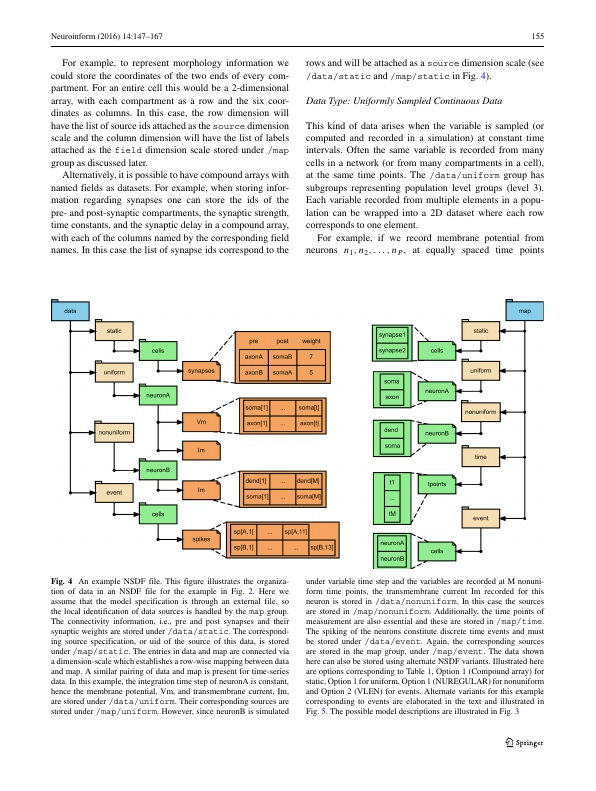 Neuroinform (2016) 14:147–167
155
For example, to represent morphology information we
could store the coordinates of the two ends of every com-
partment. For an entire cell this would be a 2-dimensional
array, with each compartment as a row and the six coor-
dinates as columns. In this case, the row dimension will
have the list of source ids attached as the source dimension
scale and the column dimension will have the list of labels
attached as the field dimension scale stored under /map
group as discussed later.
Alternatively, it is possible to have compound arrays with
named fields as datasets. For example, when storing infor-
mation regarding synapses one can store the ids of the
pre- and post-synaptic compartments, the synaptic strength,
time constants, and the synaptic delay in a compound array,
with each of the columns named by the corresponding field
names. In this case the list of synapse ids correspond to the
rows and will be attached as a source dimension scale (see
/data/static and /map/static in Fig. 4).
Data Type: Uniformly Sampled Continuous Data
This kind of data arises when the variable is sampled (or
computed and recorded in a simulation) at constant time
intervals. Often the same variable is recorded from many
cells in a network (or from many compartments in a cell),
at the same time points. The /data/uniform group has
subgroups representing population level groups (level 3).
Each variable recorded from multiple elements in a popu-
lation can be wrapped into a 2D dataset where each row
corresponds to one element.
For example, if we record membrane potential from
neurons n1, n2, . . . , nP, at equally spaced time points
data
static
cells
synapses
pre post weight
axonA somaB 7
axonB somaA 5
uniform
neuronA
Vm
soma[1] ... soma[t]
axon[1] ... axon[t]
Im
nonuniform
neuronB
Im
dend[1] ... dend[M]
soma[1] ... soma[M]
event
cells
spikes
sp[A,1] ... sp[A,11]
sp[B,1] ... ... sp[B,13]
map
static
cells
synapse1
synapse2
uniform
neuronA
soma
axon
nonuniform
neuronB
dend
soma
time
tpoints
t1
...
tM
event
cells
neuronA
neuronB
Fig. 4 An example NSDF file. This figure illustrates the organiza-
tion of data in an NSDF file for the example in Fig. 2. Here we
assume that the model specification is through an external file, so
the local identification of data sources is handled by the map group.
The connectivity information, i.e., pre and post synapses and their
synaptic weights are stored under /data/static. The correspond-
ing source specification, or uid of the source of this data, is stored
under /map/static. The entries in data and map are connected via
a dimension-scale which establishes a row-wise mapping between data
and map. A similar pairing of data and map is present for time-series
data. In this example, the integration time step of neuronA is constant,
hence the membrane potential, Vm, and transmembrane current, Im,
are stored under /data/uniform. Their corresponding sources are
stored under /map/uniform. However, since neuronB is simulated
under variable time step and the variables are recorded at M nonuni-
form time points, the transmembrane current Im recorded for this
neuron is stored in /data/nonuniform. In this case the sources
are stored in /map/nonuniform. Additionally, the time points of
measurement are also essential and these are stored in /map/time.
The spiking of the neurons constitute discrete time events and must
be stored under /data/event. Again, the corresponding sources
are stored in the map group, under /map/event. The data shown
here can also be stored using alternate NSDF variants. Illustrated here
are options corresponding to Table 1, Option 1 (Compound array) for
static, Option 1 for uniform, Option 1 (NUREGULAR) for nonuniform
and Option 2 (VLEN) for events. Alternate variants for this example
corresponding to events are elaborated in the text and illustrated in
Fig. 5. The possible model descriptions are illustrated in Fig. 3
Springer